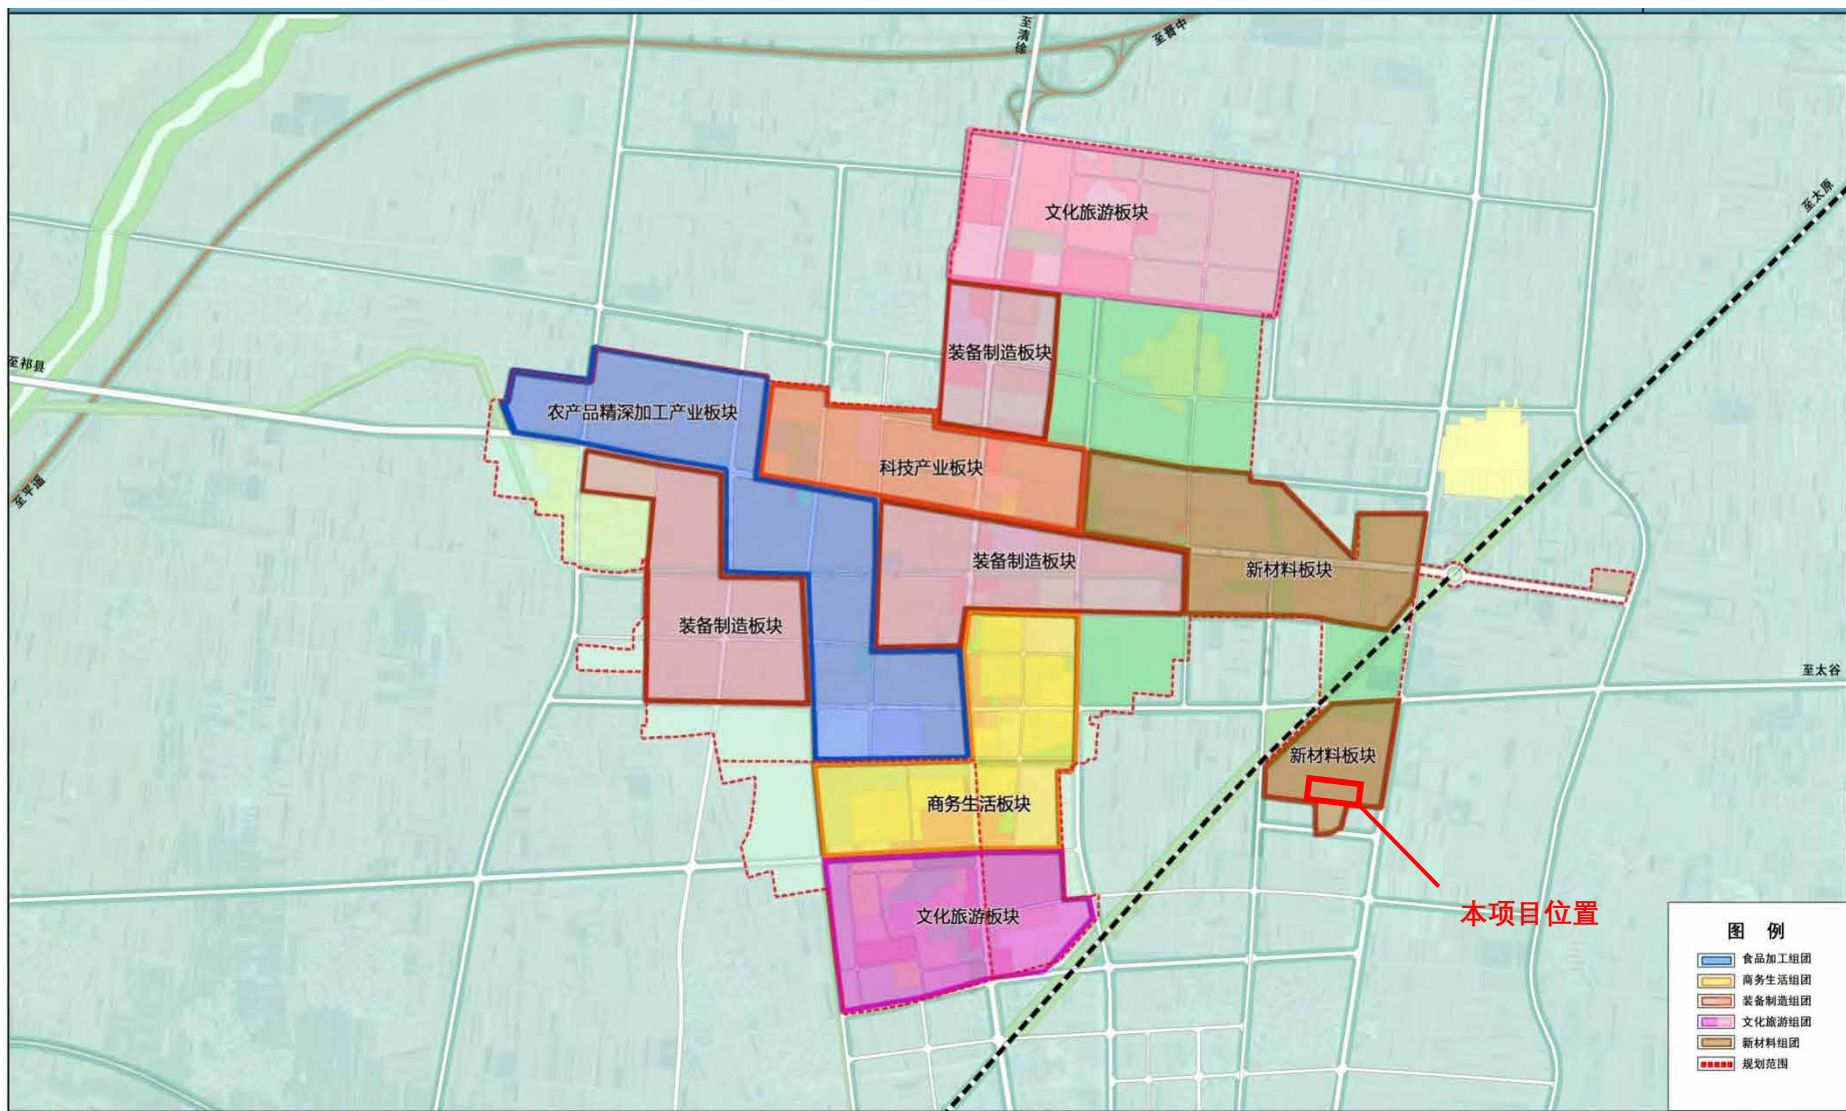 至清徐
至晋中
至太原
文化旅游板块
装备制造板块
至祁县
农产品精深加工产业板块
科技产业板块
至平遥
装备制造板块
新材料板块
装备制造板块
至太谷
新材料板块
商务生活板块
文化旅游板块
本项目位置
图 例
食品加工组团
商务生活组团
装备制造组团
文化旅游组团
新材料组团
规划范围